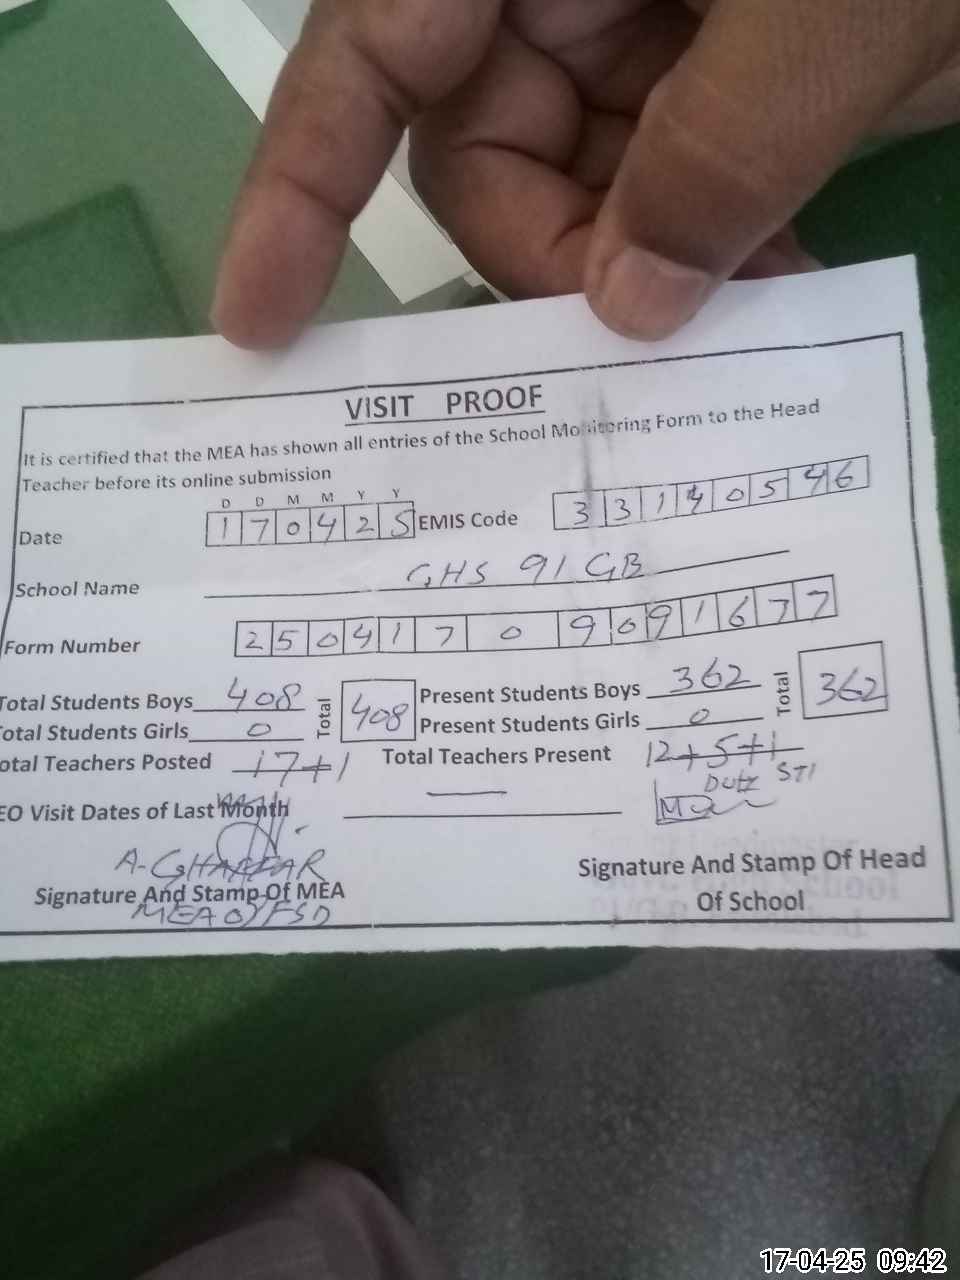 VISIT PROOF
It is certified that the MEA has shown all entries of the School Monitoring Form to the Head
Teacher before its online submission
D D M M Y Y
Date 1 7 0 4 2 5 EMIS Code 3 3 1 4 0 5 4 6
School Name GHS 91 GB
Form Number 2 5 0 4 1 7 0 9 0 9 1 6 7 7
Total Students Boys 408 Total 408 Present Students Boys 362 Total 362
Total Students Girls 0 Present Students Girls 0
otal Teachers Posted 17+1 Total Teachers Present 12+5+1
Duty STI
EO Visit Dates of Last Month
A-GHAFFAR
Signature And Stamp Of MEA
MEA FSD
Signature And Stamp Of Head
Of School
17-04-25 09:42